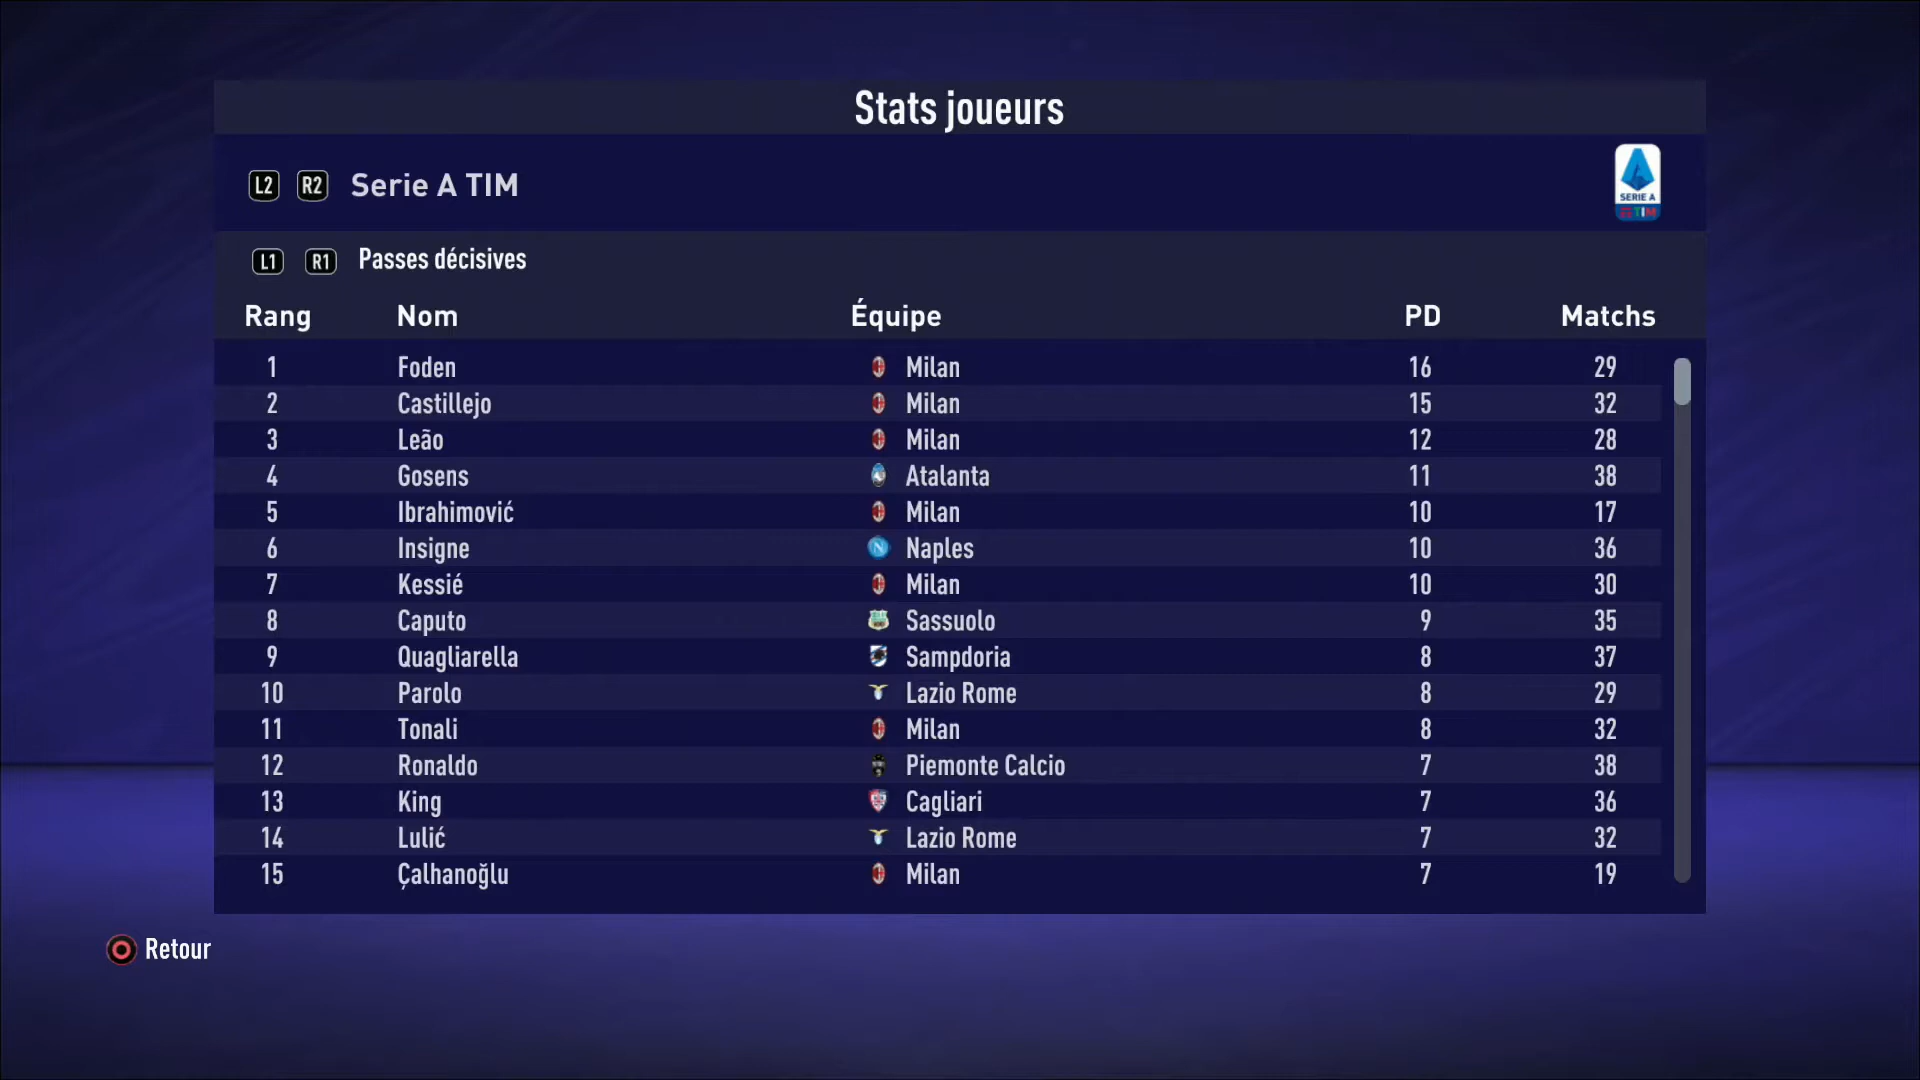 Stats joueurs
L2 R2 Serie A TIM
SERIE A
TIM
L1 R1 Passes décisives
Rang Nom Équipe PD Matchs
1 Foden Milan 16 29
2 Castillejo Milan 15 32
3 Leão Milan 12 28
4 Gosens Atalanta 11 38
5 Ibrahimović Milan 10 17
6 Insigne Naples 10 36
7 Kessié Milan 10 30
8 Caputo Sassuolo 9 35
9 Quagliarella Sampdoria 8 37
10 Parolo Lazio Rome 8 29
11 Tonali Milan 8 32
12 Ronaldo Piemonte Calcio 7 38
13 King Cagliari 7 36
14 Lulić Lazio Rome 7 32
15 Çalhanoğlu Milan 7 19
Retour